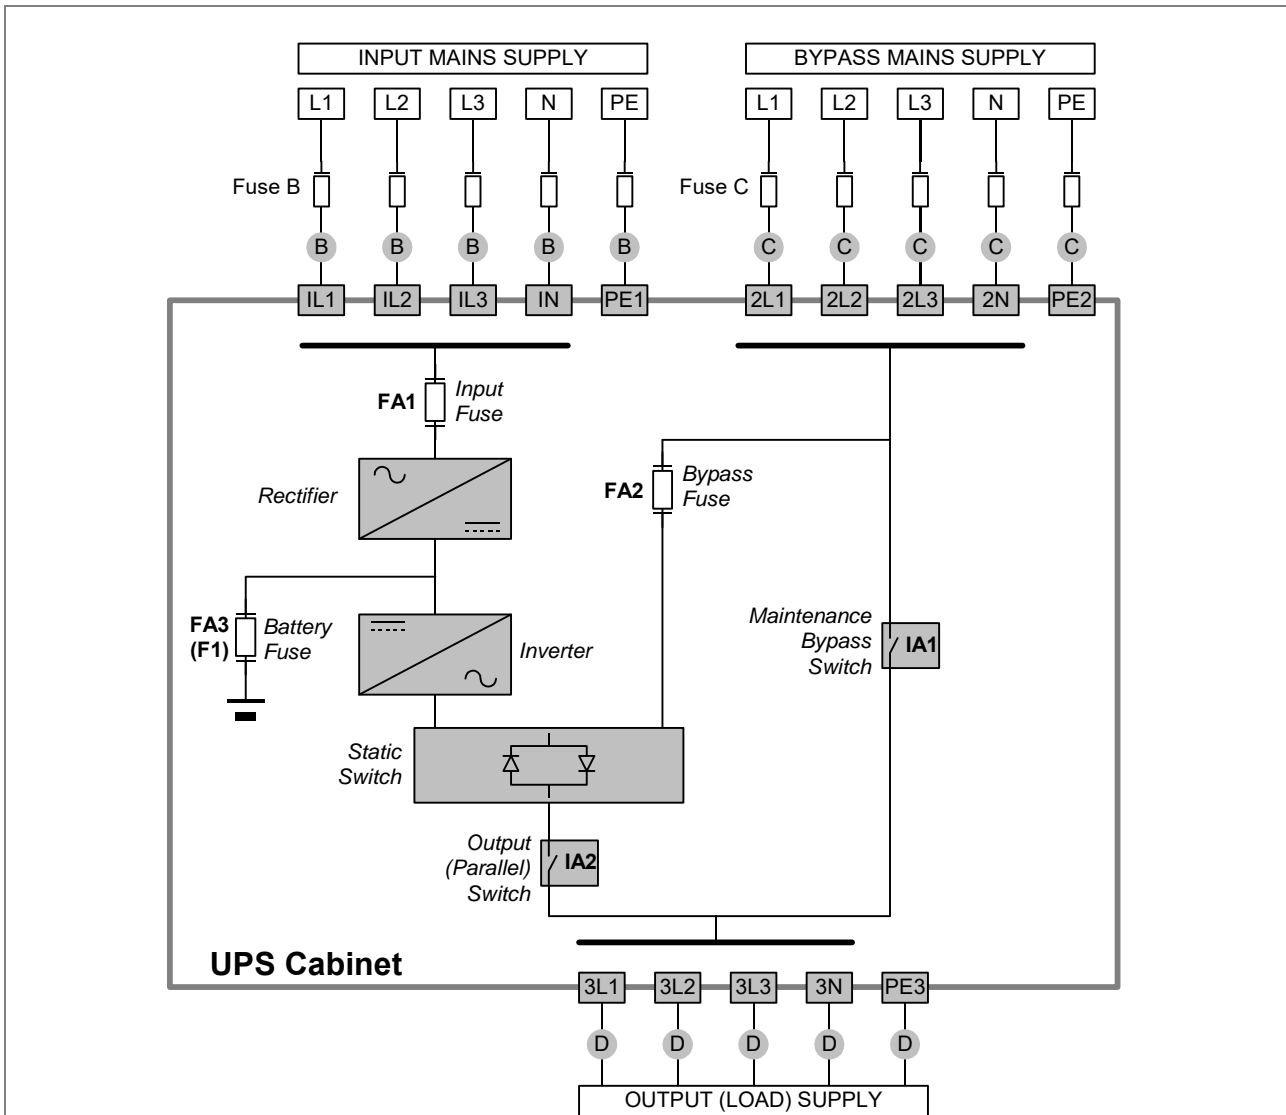 INPUT MAINS SUPPLY
BYPASS MAINS SUPPLY
L1 L2 L3 N PE
L1 L2 L3 N PE
Fuse B
Fuse C
B B B B B
C C C C C
IL1 IL2 IL3 IN PE1
2L1 2L2 2L3 2N PE2
FA1
Input
Fuse
Rectifier
FA2
Bypass
Fuse
FA3
(F1)
Battery
Fuse
Inverter
Maintenance
Bypass
Switch
IA1
Static
Switch
Output
(Parallel)
Switch
IA2
UPS Cabinet
3L1 3L2 3L3 3N PE3
D D D D D
OUTPUT (LOAD) SUPPLY